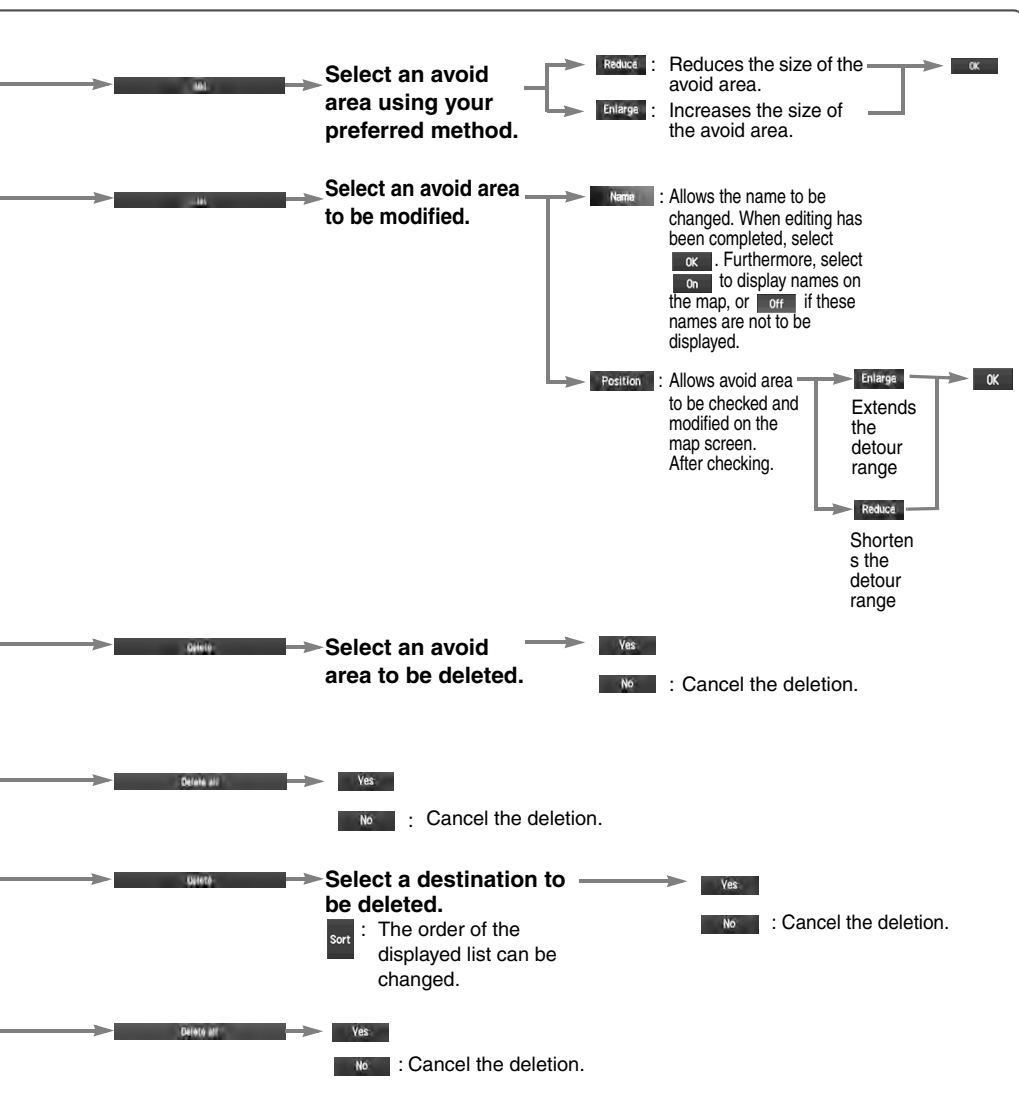 Select an avoid
area using your
preferred method.
Reduce : Reduces the size of the
avoid area.
Enlarge : Increases the size of
the avoid area.
OK
Select an avoid area
to be modified.
Name : Allows the name to be
changed. When editing has
been completed, select
OK . Furthermore, select
On to display names on
the map, or Off if these
names are not to be
displayed.
Position : Allows avoid area
to be checked and
modified on the
map screen.
After checking.
Enlarge
Extends
the
detour
range
OK
Reduce
Shorten
s the
detour
range
Delete
Select an avoid
area to be deleted.
Yes
No : Cancel the deletion.
Delete all
Yes
No : Cancel the deletion.
Delete
Select a destination to
be deleted.
Sort : The order of the
displayed list can be
changed.
Yes
No : Cancel the deletion.
Delete all
Yes
No : Cancel the deletion.